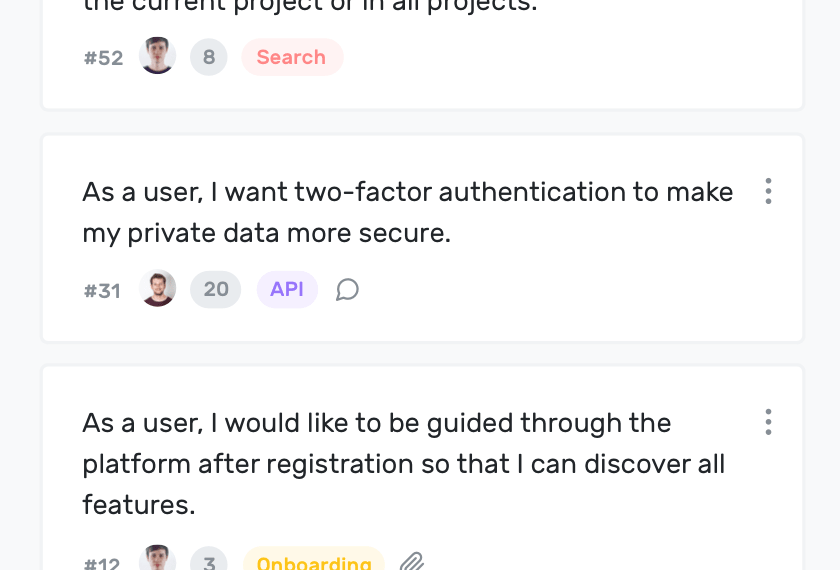 the current project or in all projects.
#52 8 Search
As a user, I want two-factor authentication to make
my private data more secure.
#31 20 API
As a user, I would like to be guided through the
platform after registration so that I can discover all
features.
#12 3 Onboarding